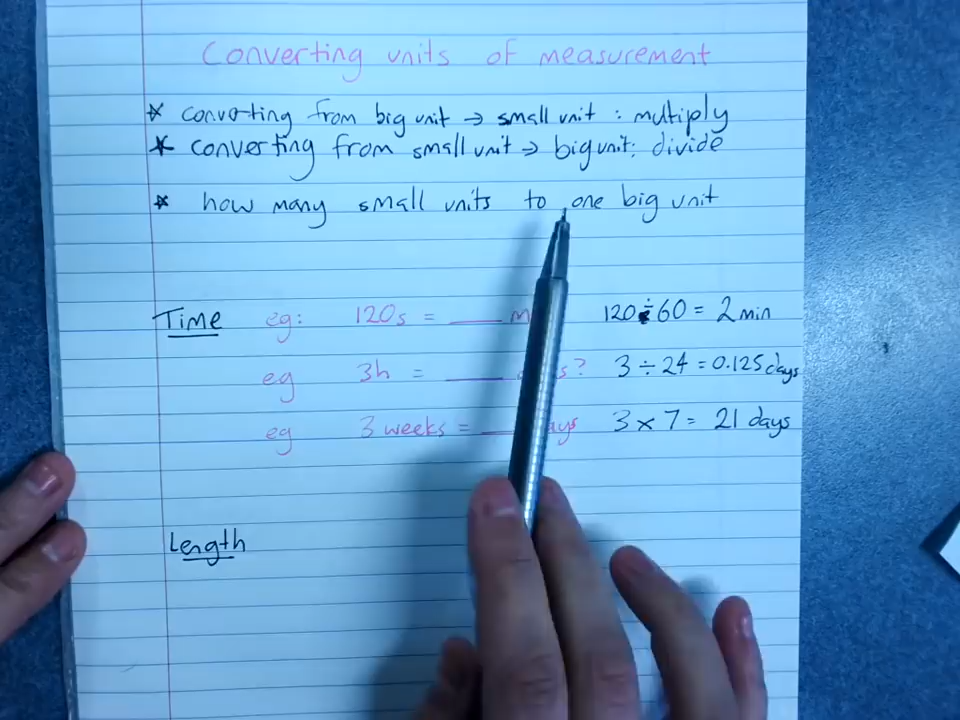 Converting units of measurement
* converting from big unit → small unit : multiply
* converting from small unit → big unit: divide
* how many small units to one big unit
Time eg: 120s = ____ m 120 ÷ 60 = 2 min
eg 3h = ____ s? 3 ÷ 24 = 0.125 days
eg 3 weeks = __ ays 3 x 7 = 21 days
Length